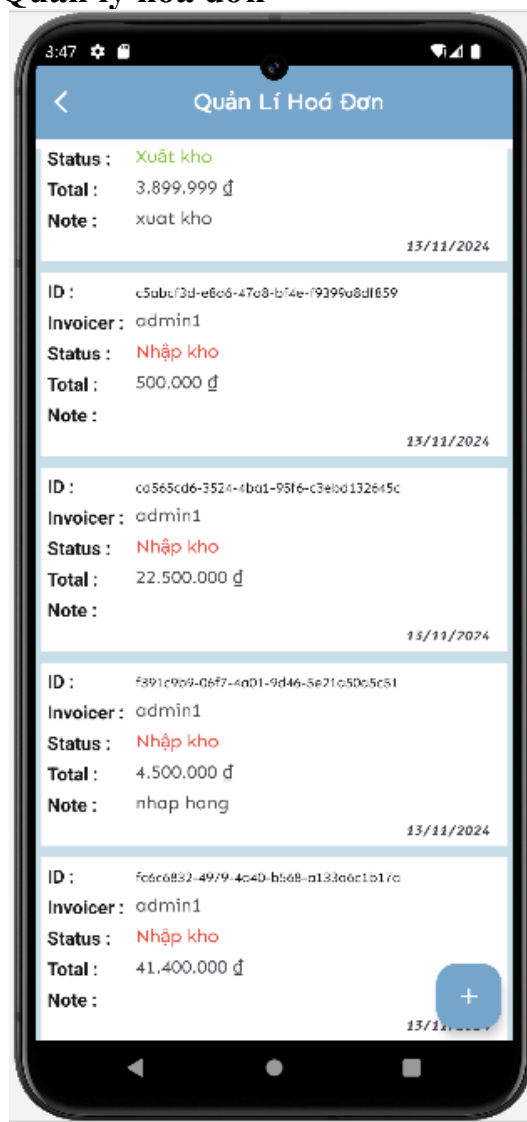 Quản lý hoá đơn
3:47
Quản Lí Hoá Đơn
Status : Xuất kho
Total : 3.899.999 ₫
Note : xuat kho
13/11/2024
ID : c5abcf3d-e8a6-47a8-bf4e-f9399a8df859
Invoicer : admin1
Status : Nhập kho
Total : 500.000 ₫
Note :
13/11/2024
ID : cd565cd6-3524-4ba1-95f6-c3ebd132645c
Invoicer : admin1
Status : Nhập kho
Total : 22.500.000 ₫
Note :
13/11/2024
ID : f391c9b9-06f7-4a01-9d46-5e21a50a5c51
Invoicer : admin1
Status : Nhập kho
Total : 4.500.000 ₫
Note : nhap hang
13/11/2024
ID : fc6c6832-4979-4c40-b568-a133a6c1b17c
Invoicer : admin1
Status : Nhập kho
Total : 41.400.000 ₫
Note :
+